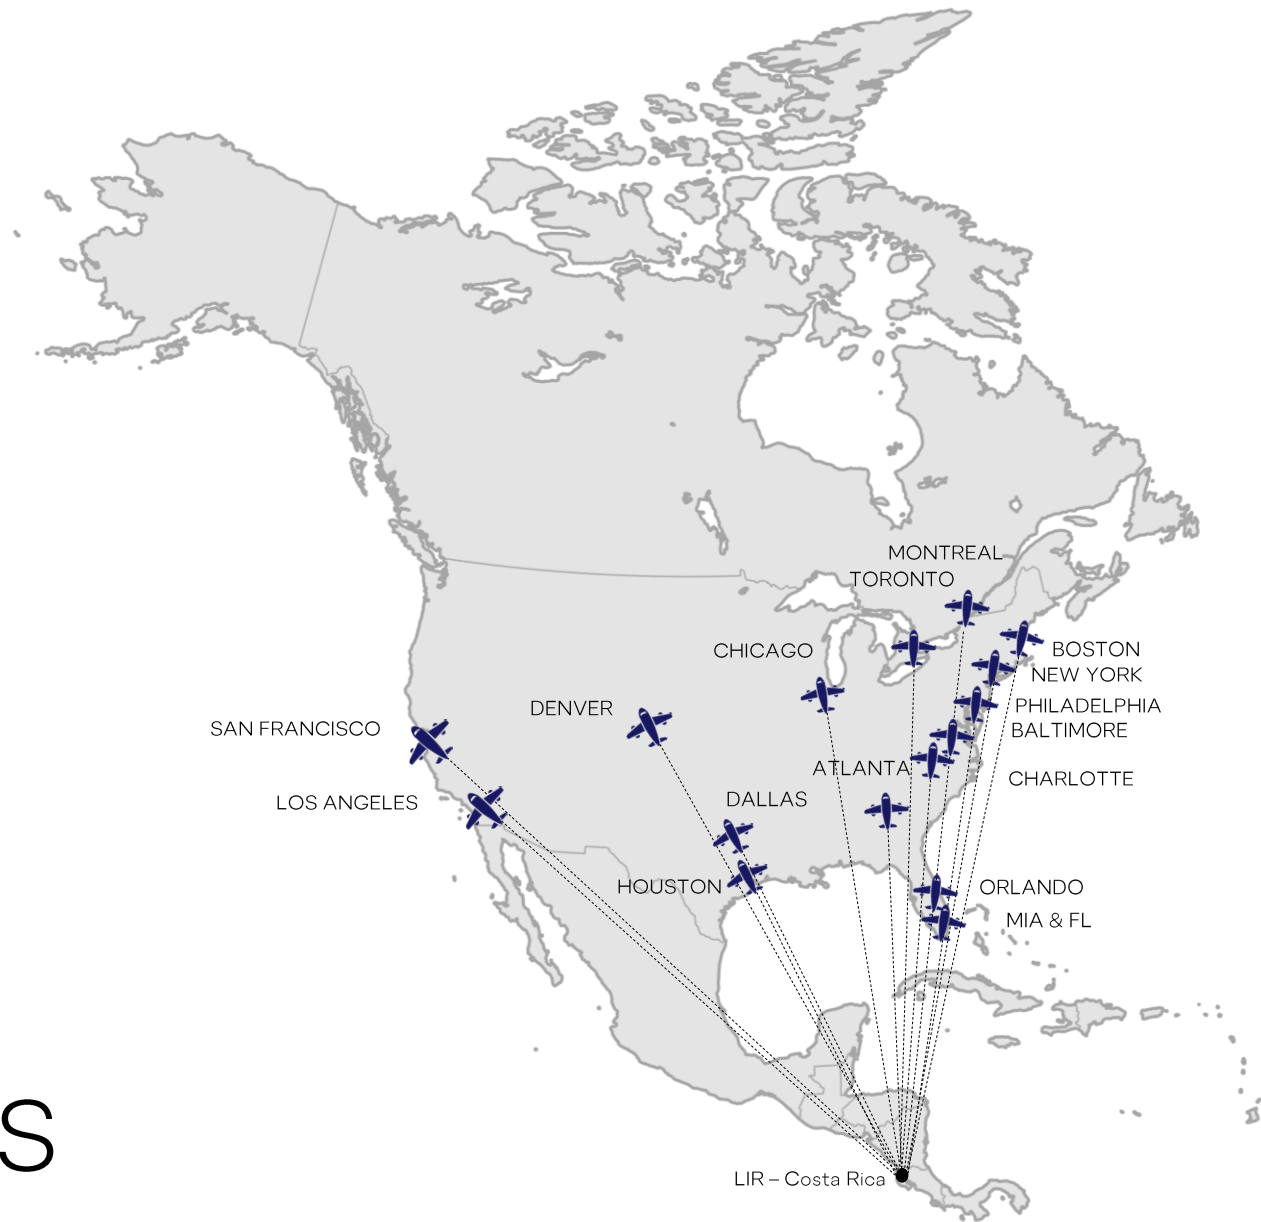 MONTREAL
TORONTO
CHICAGO
BOSTON
NEW YORK
DENVER
PHILADELPHIA
SAN FRANCISCO
BALTIMORE
ATLANTA
CHARLOTTE
LOS ANGELES
DALLAS
HOUSTON
ORLANDO
MIA & FL
S
LIR – Costa Rica